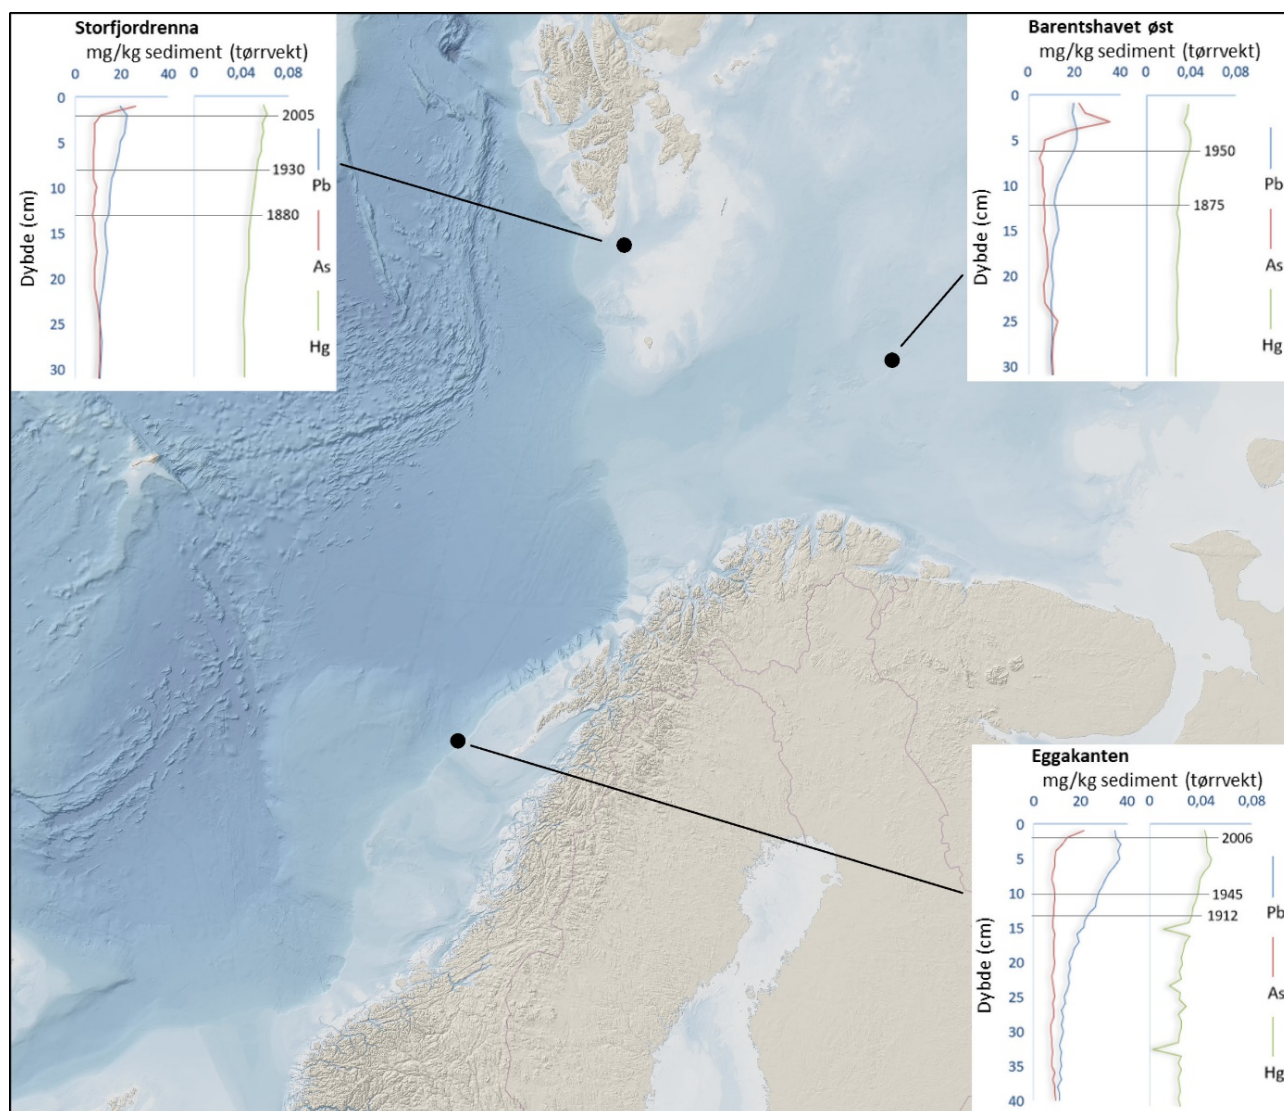 Storfjordrenna
mg/kg sediment (tørrvekt)
0 20 40 0 0,04 0,08
0
5
10
15
20
25
30
Dybde (cm)
2005
1930
1880
Pb
As
Hg
Barentshavet øst
mg/kg sediment (tørrvekt)
0 20 40 0 0,04 0,08
0
5
10
15
20
25
30
Dybde (cm)
1950
1875
Pb
As
Hg
Eggakanten
mg/kg sediment (tørrvekt)
0 20 40 0 0,04 0,08
0
5
10
15
20
25
30
35
40
Dybde (cm)
2006
1945
1912
Pb
As
Hg